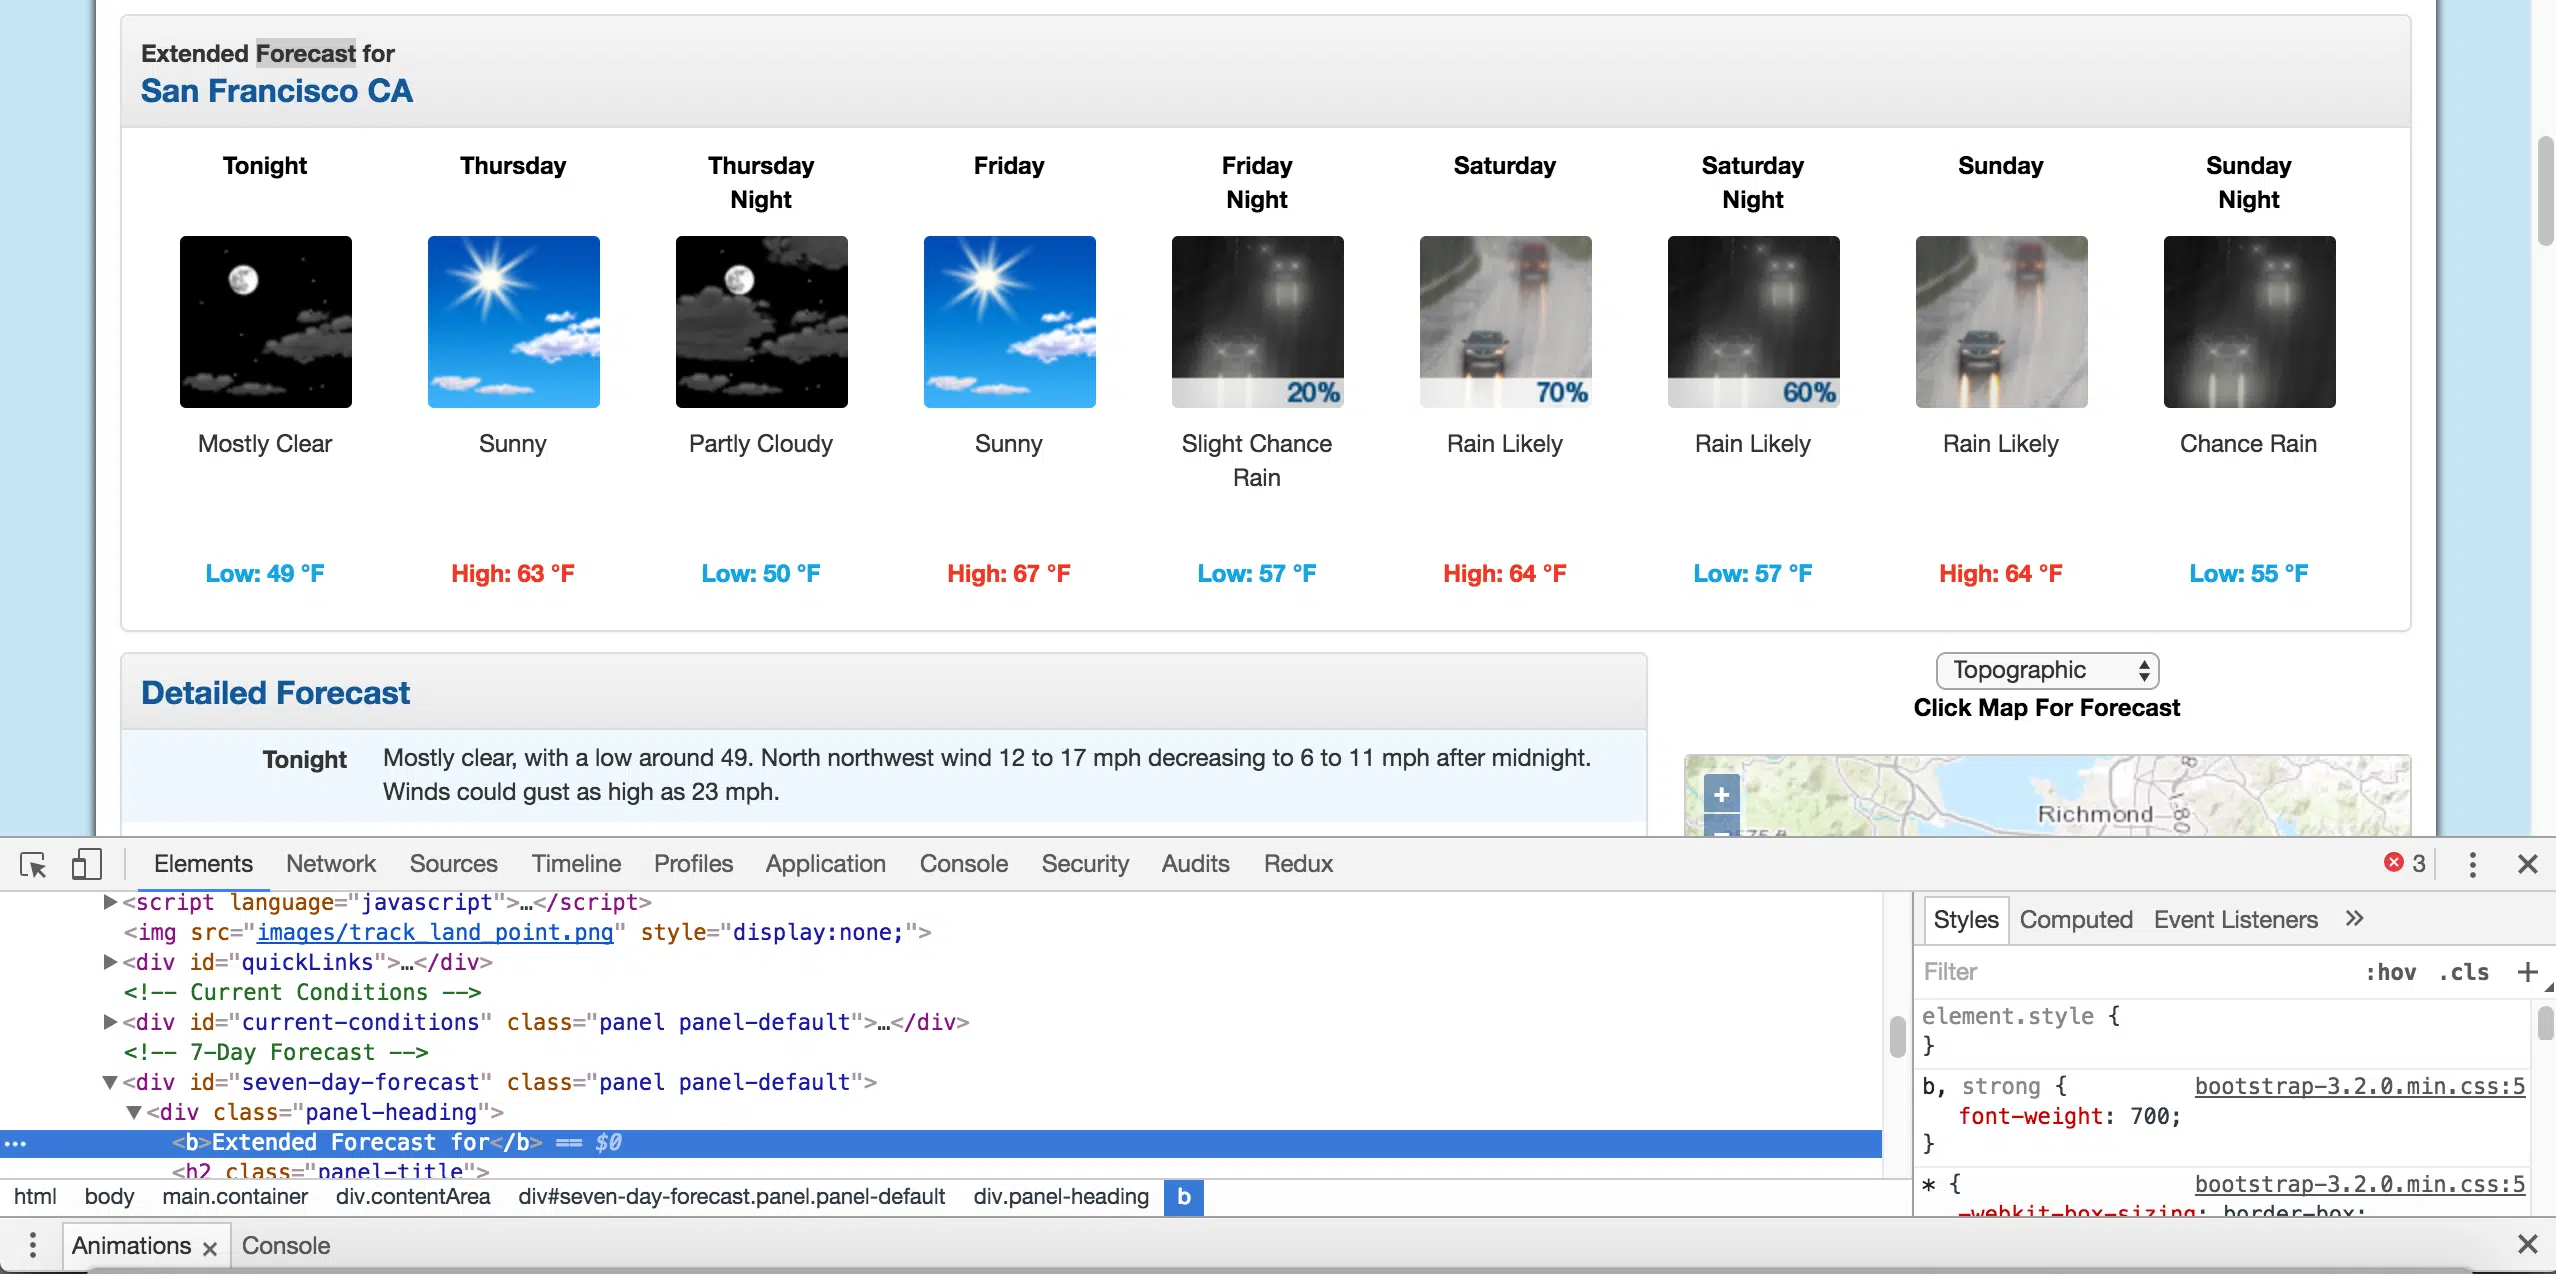 Extended Forecast for
San Francisco CA
Tonight
Thursday
Thursday
Night
Friday
Friday
Night
Saturday
Saturday
Night
Sunday
Sunday
Night
20%
70%
60%
Mostly Clear
Sunny
Partly Cloudy
Sunny
Slight Chance
Rain
Rain Likely
Rain Likely
Rain Likely
Chance Rain
Low: 49 °F
High: 63 °F
Low: 50 °F
High: 67 °F
Low: 57 °F
High: 64 °F
Low: 57 °F
High: 64 °F
Low: 55 °F
Detailed Forecast
Tonight
Mostly clear, with a low around 49. North northwest wind 12 to 17 mph decreasing to 6 to 11 mph after midnight.
Winds could gust as high as 23 mph.
Topographic
Click Map For Forecast
+
Richmond
I-80
Elements Network Sources Timeline Profiles Application Console Security Audits Redux
3
<script language="javascript">…</script>
<img src="images/track_land_point.png" style="display:none;">
<div id="quickLinks">…</div>
<!-- Current Conditions -->
<div id="current-conditions" class="panel panel-default">…</div>
<!-- 7-Day Forecast -->
<div id="seven-day-forecast" class="panel panel-default">
<div class="panel-heading">
... <b>Extended Forecast for</b> == $0
<h2 class="panel-title">
html body main.container div.contentArea div#seven-day-forecast.panel.panel-default div.panel-heading b
Styles Computed Event Listeners »
Filter :hov .cls +
element.style {
}
b, strong { bootstrap-3.2.0.min.css:5
font-weight: 700;
}
* { bootstrap-3.2.0.min.css:5
-webkit-box-sizing: border-box;
Animations × Console